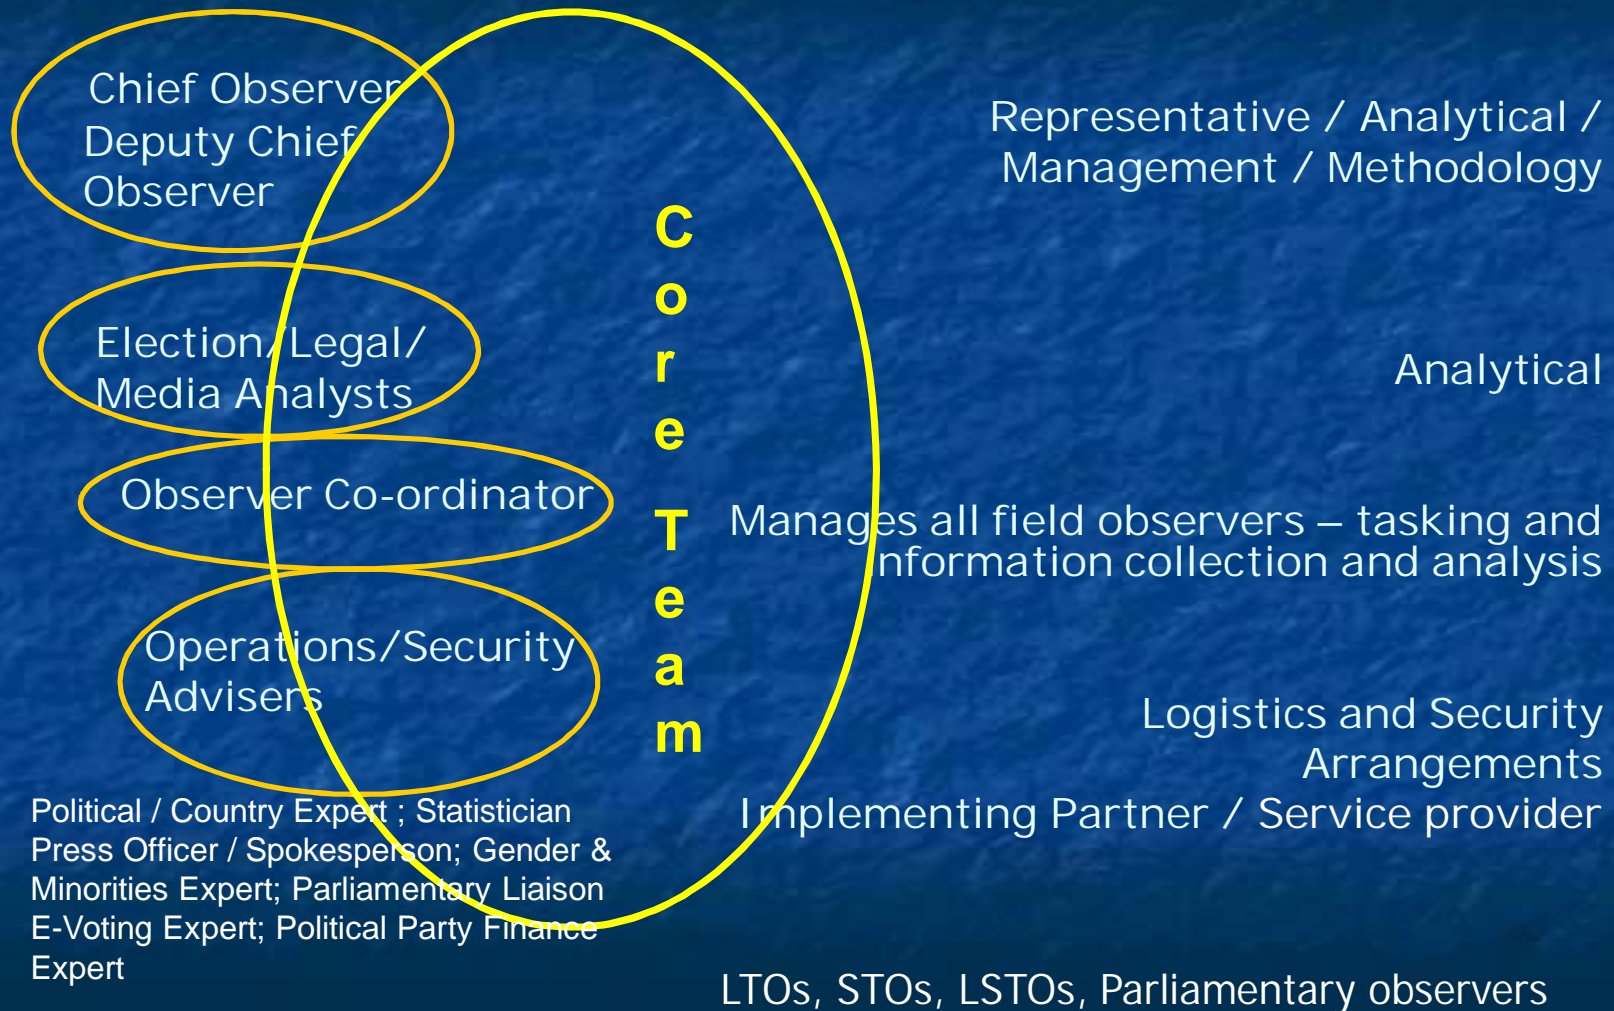 Chief Observer
Deputy Chief
Observer
Representative / Analytical /
Management / Methodology
Election/Legal/
Media Analysts
Analytical
Observer Co-ordinator
Manages all field observers – tasking and
information collection and analysis
Operations/Security
Advisers
Logistics and Security
Arrangements
Implementing Partner / Service provider
Core Team
Political / Country Expert ; Statistician
Press Officer / Spokesperson; Gender &
Minorities Expert; Parliamentary Liaison
E-Voting Expert; Political Party Finance
Expert
LTOs, STOs, LSTOs, Parliamentary observers